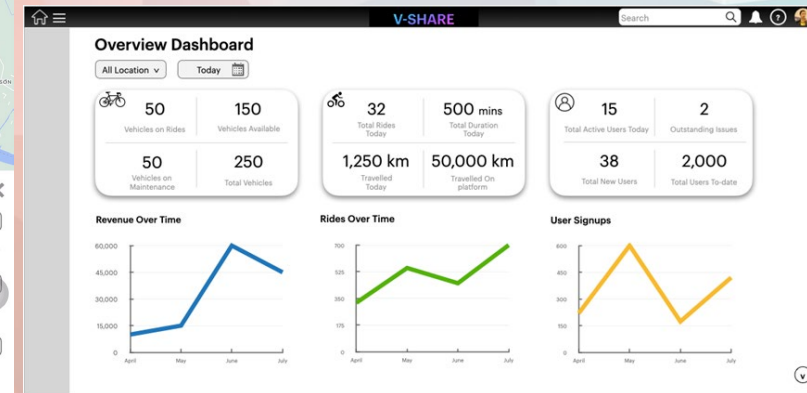 V-SHARE
Search
?
Overview Dashboard
All Location v
Today
50
Vehicles on Rides
150
Vehicles Available
50
Vehicles on
Maintenance
250
Total Vehicles
32
Total Rides
Today
500 mins
Total Duration
Today
1,250 km
Travelled
Today
50,000 km
Travelled On
platform
15
Total Active Users Today
2
Outstanding Issues
38
Total New Users
2,000
Total Users To-date
Revenue Over Time
60,000
45,000
30,000
15,000
0
April May June July
Rides Over Time
700
525
350
175
0
April May June July
User Signups
600
450
300
150
0
April May June July
v